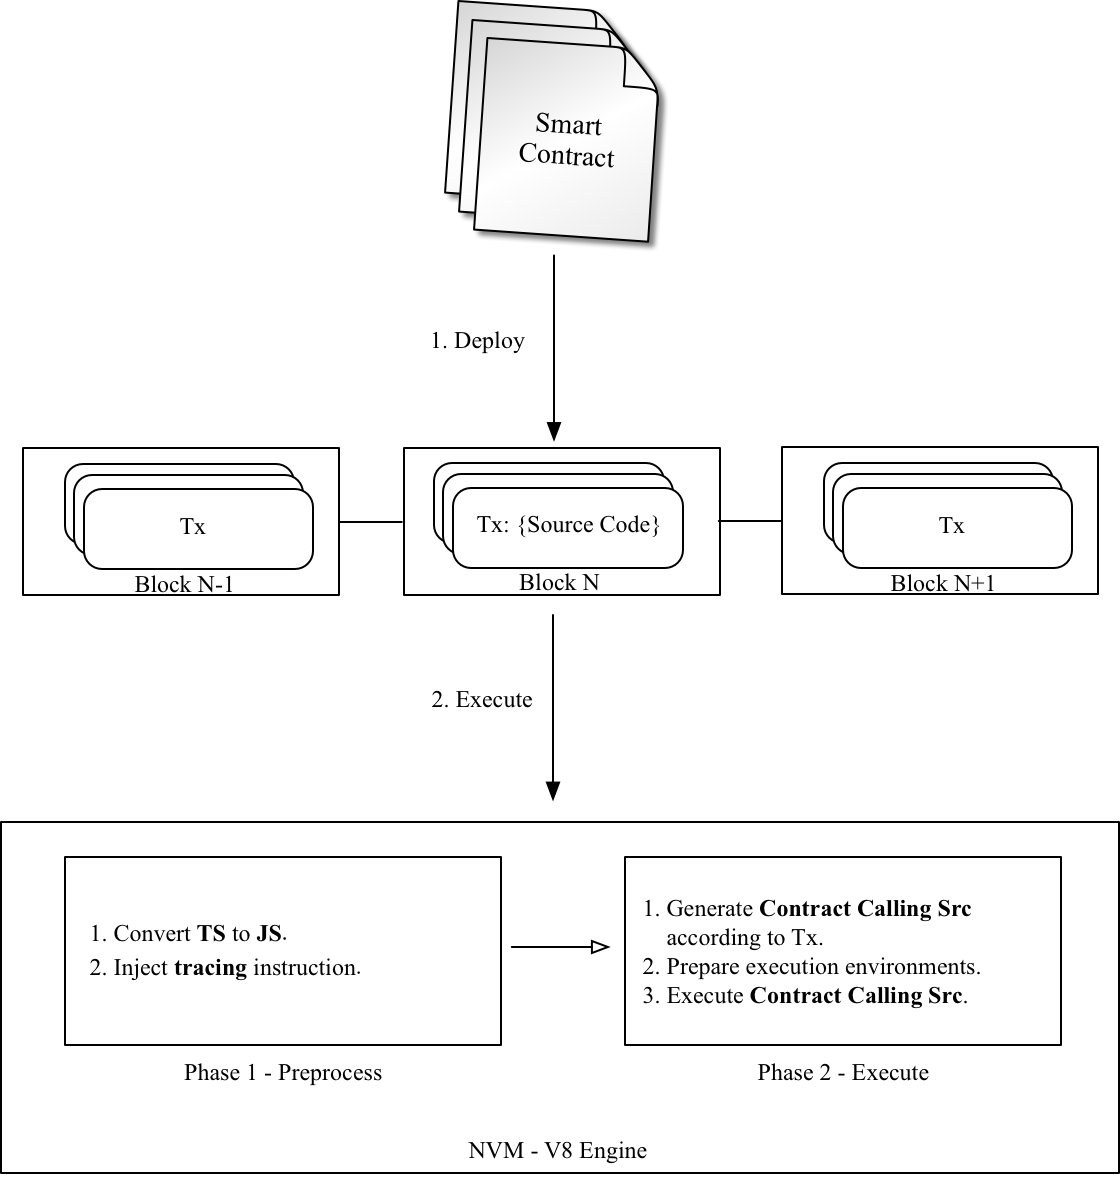 Smart
Contract
1. Deploy
Tx
Block N-1
Tx: {Source Code}
Block N
Tx
Block N+1
2. Execute
1. Convert TS to JS.
2. Inject tracing instruction.
Phase 1 - Preprocess
1. Generate Contract Calling Src
according to Tx.
2. Prepare execution environments.
3. Execute Contract Calling Src.
Phase 2 - Execute
NVM - V8 Engine